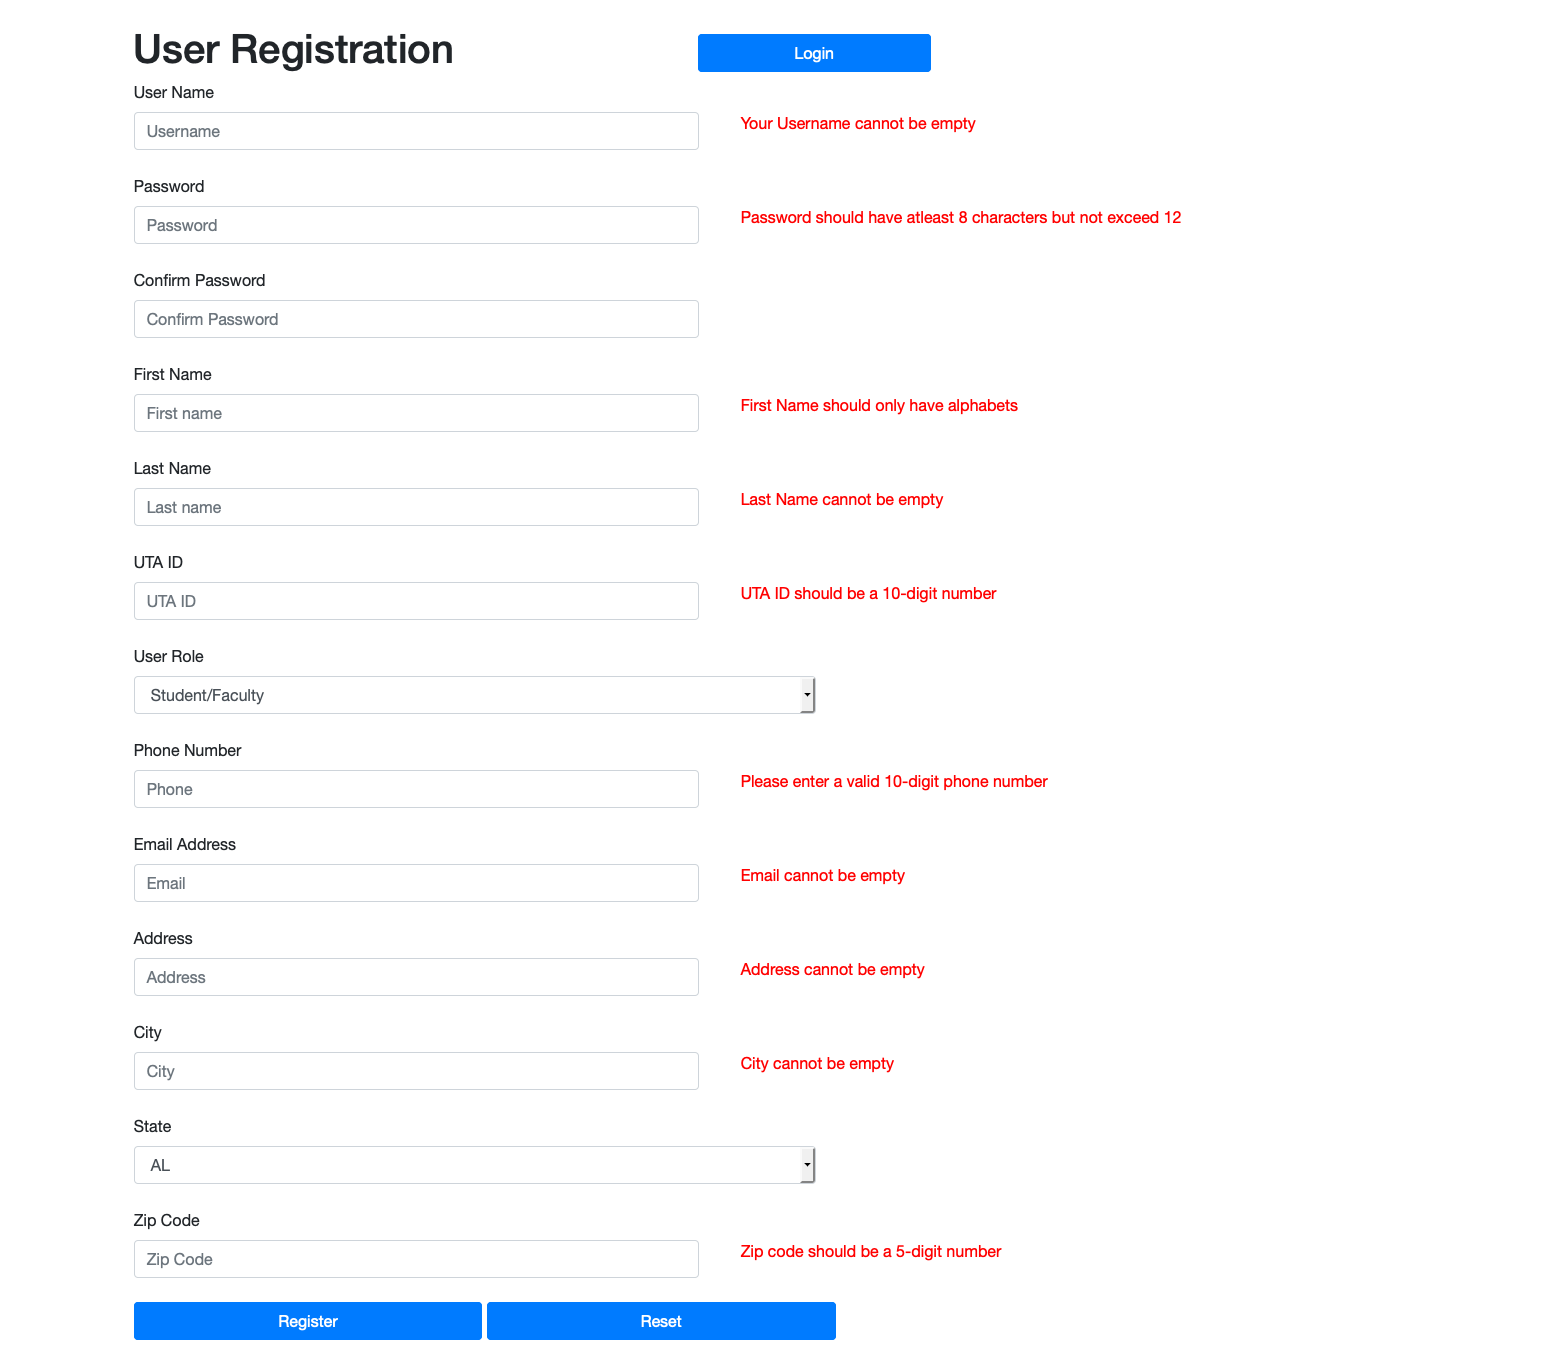 User Registration
Login
User Name
Username
Your Username cannot be empty
Password
Password
Password should have atleast 8 characters but not exceed 12
Confirm Password
Confirm Password
First Name
First name
First Name should only have alphabets
Last Name
Last name
Last Name cannot be empty
UTA ID
UTA ID
UTA ID should be a 10-digit number
User Role
Student/Faculty
Phone Number
Phone
Please enter a valid 10-digit phone number
Email Address
Email
Email cannot be empty
Address
Address
Address cannot be empty
City
City
City cannot be empty
State
AL
Zip Code
Zip Code
Zip code should be a 5-digit number
Register
Reset